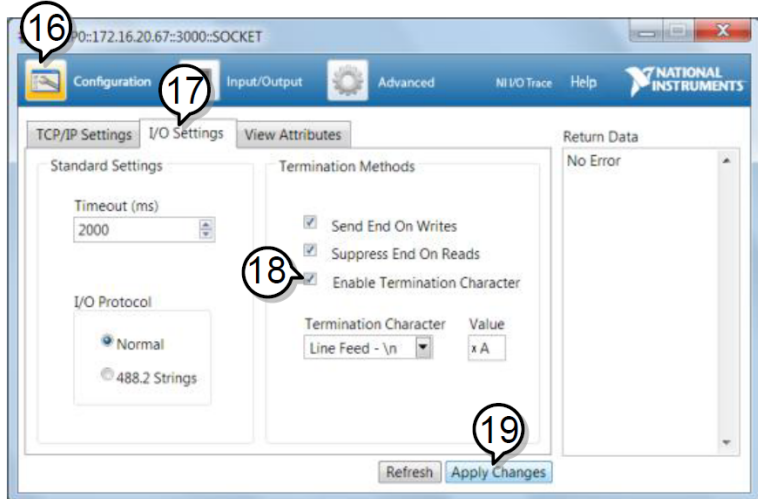 16
P0::172.16.20.67::3000::SOCKET
Configuration
17
Input/Output
Advanced
NI I/O Trace
Help
NATIONAL
INSTRUMENTS
TCP/IP Settings
I/O Settings
View Attributes
Return Data
No Error
Standard Settings
Timeout (ms)
2000
I/O Protocol
Normal
488.2 Strings
Termination Methods
Send End On Writes
Suppress End On Reads
18
Enable Termination Character
Termination Character
Value
Line Feed - \n
x A
19
Refresh
Apply Changes